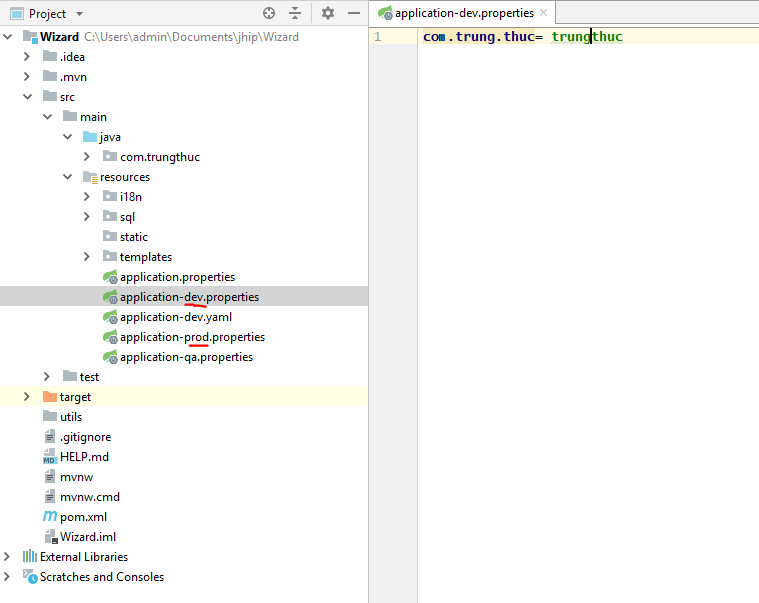 Project
Wizard C:\Users\admin\Documents\jhip\Wizard
.idea
.mvn
src
main
java
com.trungthuc
resources
i18n
sql
static
templates
application.properties
application-dev.properties
application-dev.yaml
application-prod.properties
application-qa.properties
test
target
utils
.gitignore
MD HELP.md
mvnw
mvnw.cmd
m pom.xml
Wizard.iml
External Libraries
Scratches and Consoles
application-dev.properties
1 com.trung.thuc= trungthuc